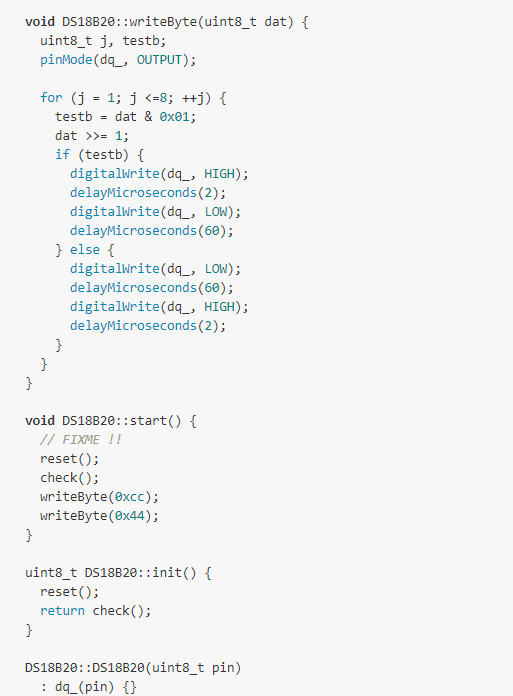 void DS18B20::writeByte(uint8_t dat) {
  uint8_t j, testb;
  pinMode(dq_, OUTPUT);

  for (j = 1; j <=8; ++j) {
    testb = dat & 0x01;
    dat >>= 1;
    if (testb) {
      digitalWrite(dq_, HIGH);
      delayMicroseconds(2);
      digitalWrite(dq_, LOW);
      delayMicroseconds(60);
    } else {
      digitalWrite(dq_, LOW);
      delayMicroseconds(60);
      digitalWrite(dq_, HIGH);
      delayMicroseconds(2);
    }
  }
}

void DS18B20::start() {
  // FIXME !!
  reset();
  check();
  writeByte(0xcc);
  writeByte(0x44);
}

uint8_t DS18B20::init() {
  reset();
  return check();
}

DS18B20::DS18B20(uint8_t pin)
  : dq_(pin) {}